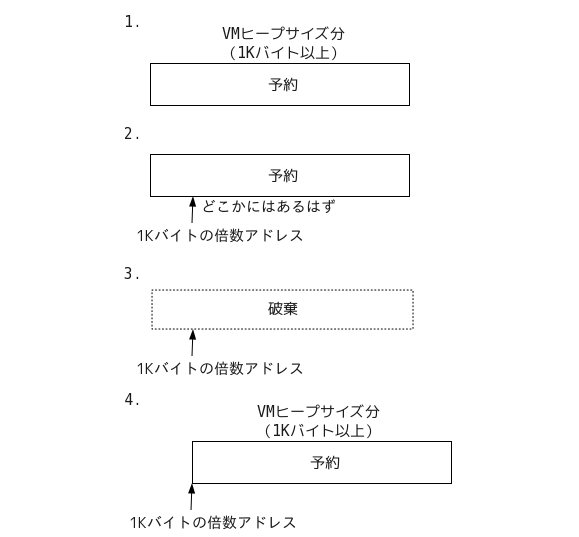 1.
VMヒープサイズ分
(1Kバイト以上)
予約
2.
予約
どこかにはあるはず
1Kバイトの倍数アドレス
3.
破棄
1Kバイトの倍数アドレス
4.
VMヒープサイズ分
(1Kバイト以上)
予約
1Kバイトの倍数アドレス